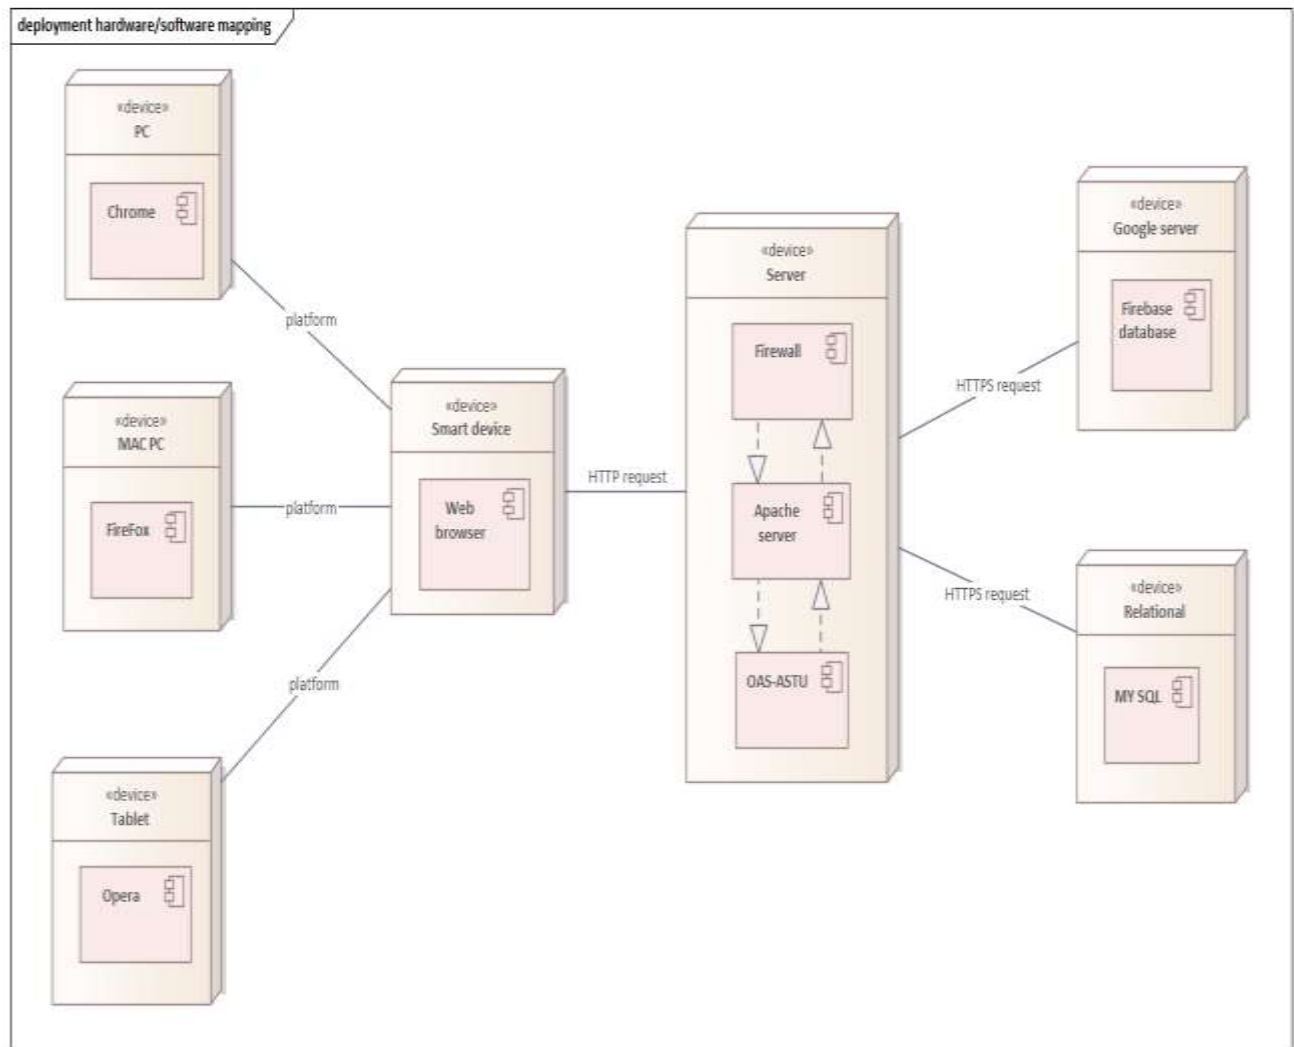 deployment hardware/software mapping
«device»
PC
Chrome
platform
«device»
MAC PC
FireFox
platform
«device»
Tablet
Opera
platform
«device»
Smart device
Web
browser
HTTP request
«device»
Server
Firewall
Apache
server
OAS-ASTU
HTTPS request
«device»
Google server
Firebase
database
HTTPS request
«device»
Relational
MY SQL